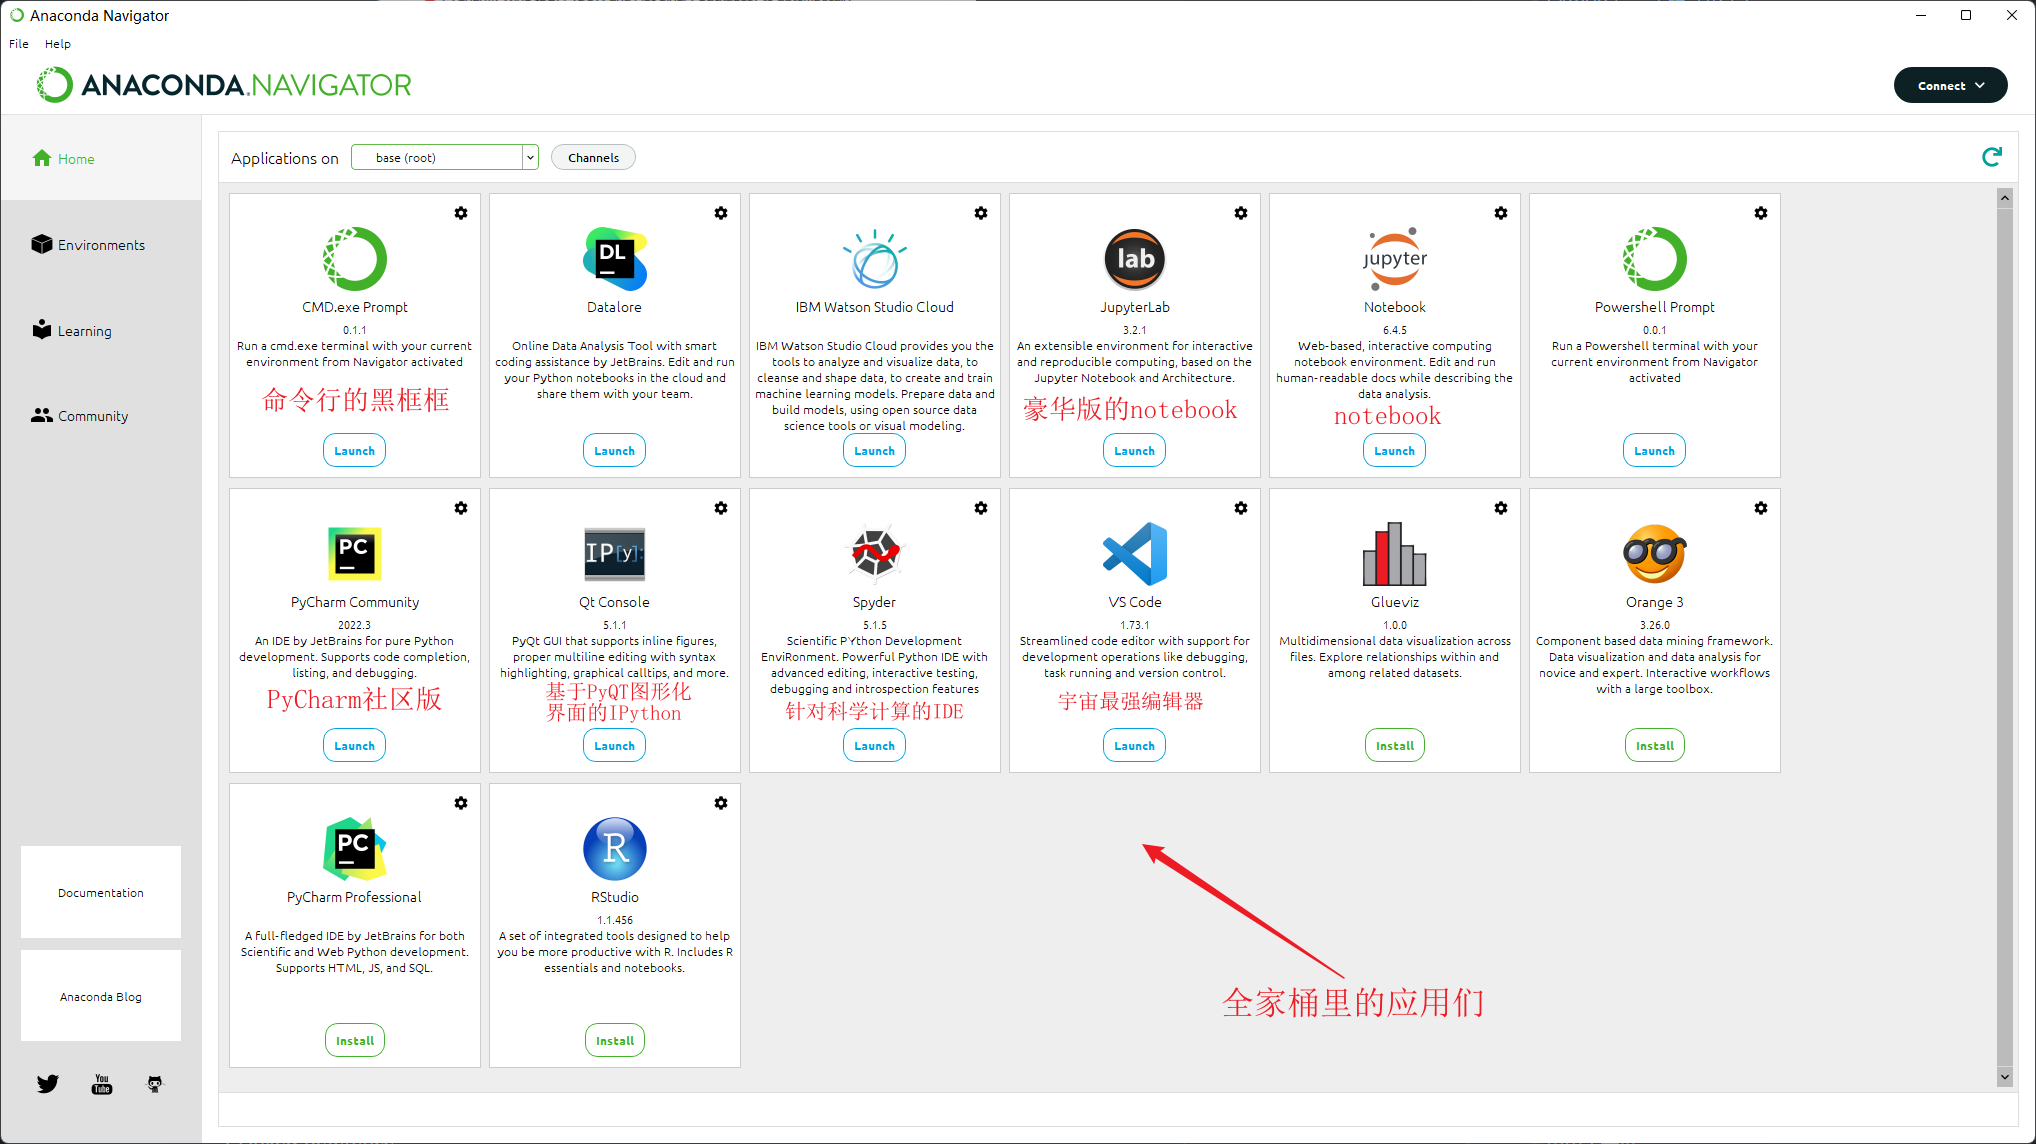 Anaconda Navigator
File Help
ANACONDA.NAVIGATOR
Connect
Home
Environments
Learning
Community
Documentation
Anaconda Blog
You
Tube
Applications on base (root) Channels
CMD.exe Prompt
0.1.1
Run a cmd.exe terminal with your current
environment from Navigator activated
命令行的黑框框
Launch
DL
Datalore
Online Data Analysis Tool with smart
coding assistance by JetBrains. Edit and run
your Python notebooks in the cloud and
share them with your team.
Launch
IBM Watson Studio Cloud
IBM Watson Studio Cloud provides you the
tools to analyze and visualize data, to
cleanse and shape data, to create and train
machine learning models. Prepare data and
build models, using open source data
science tools or visual modeling.
Launch
lab
JupyterLab
3.2.1
An extensible environment for interactive
and reproducible computing, based on the
Jupyter Notebook and Architecture.
豪华版的notebook
Launch
jupyter
Notebook
6.4.5
Web-based, interactive computing
notebook environment. Edit and run
human-readable docs while describing the
data analysis.
notebook
Launch
Powershell Prompt
0.0.1
Run a Powershell terminal with your
current environment from Navigator
activated
Launch
PC
PyCharm Community
2022.3
An IDE by JetBrains for pure Python
development. Supports code completion,
listing, and debugging.
PyCharm社区版
Launch
IP[y]:
Qt Console
5.1.1
PyQt GUI that supports inline figures,
proper multiline editing with syntax
highlighting, graphical calltips, and more.
基于PyQT图形化
界面的IPython
Launch
Spyder
5.1.5
Scientific PYthon Development
EnviRonment. Powerful Python IDE with
advanced editing, interactive testing,
debugging and introspection features
针对科学计算的IDE
Launch
VS Code
1.73.1
Streamlined code editor with support for
development operations like debugging,
task running and version control.
宇宙最强编辑器
Launch
Glueviz
1.0.0
Multidimensional data visualization across
files. Explore relationships within and
among related datasets.
Install
Orange 3
3.26.0
Component based data mining framework.
Data visualization and data analysis for
novice and expert. Interactive workflows
with a large toolbox.
Install
PC
PyCharm Professional
A full-fledged IDE by JetBrains for both
Scientific and Web Python development.
Supports HTML, JS, and SQL.
Install
R
RStudio
1.1.456
A set of integrated tools designed to help
you be more productive with R. Includes R
essentials and notebooks.
Install
全家桶里的应用们